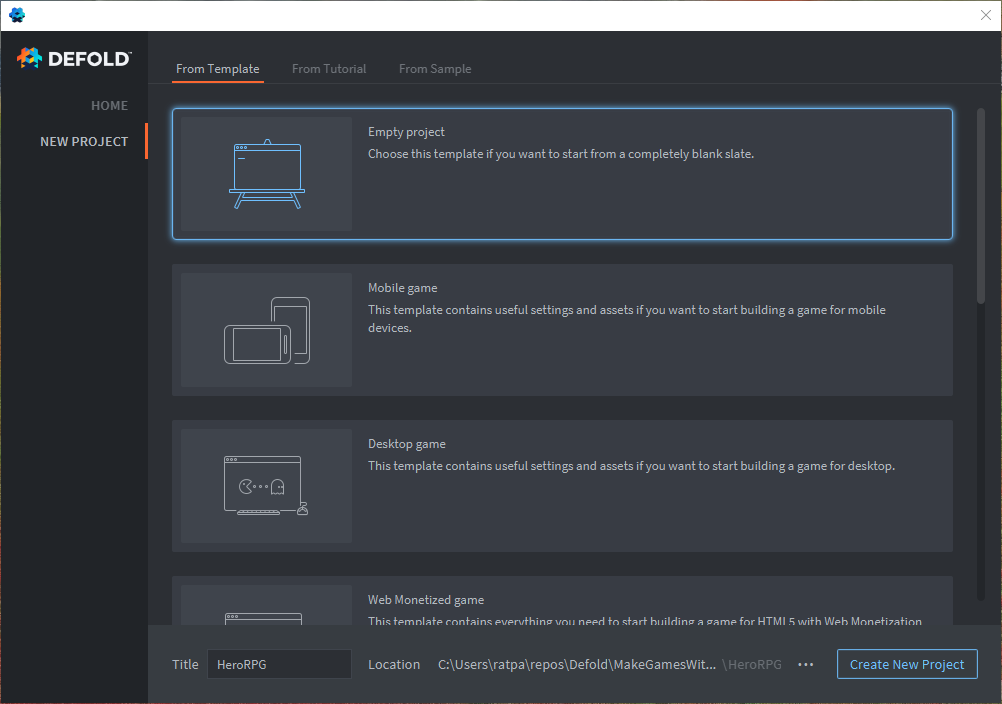 DEFOLD™
HOME
NEW PROJECT
From Template From Tutorial From Sample
Empty project
Choose this template if you want to start from a completely blank slate.
Mobile game
This template contains useful settings and assets if you want to start building a game for mobile
devices.
Desktop game
This template contains useful settings and assets if you want to start building a game for desktop.
Web Monetized game
This template contains everything you need to start building a game for HTML5 with Web Monetization
Title HeroRPG Location C:\Users\ratpa\repos\Defold\MakeGamesWit... \HeroRPG ••• Create New Project